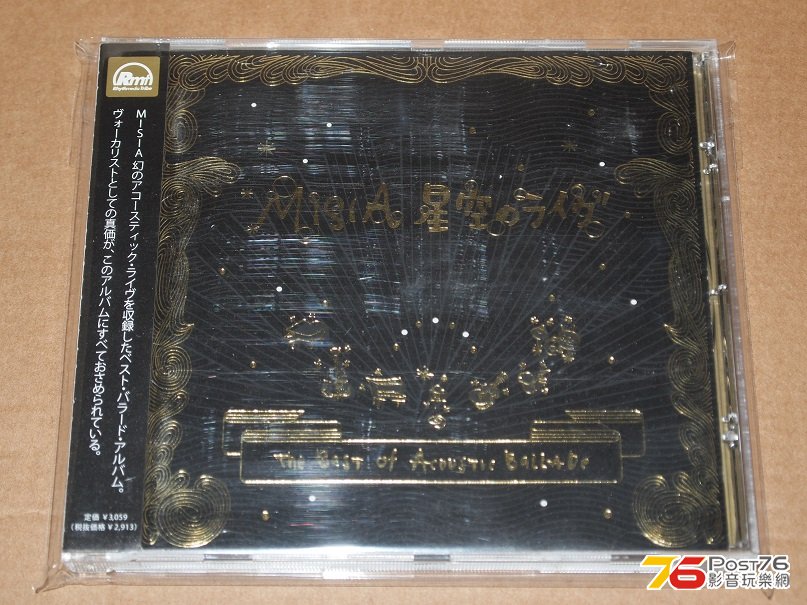 Rmt
Rhythmedia Tribe
MISIA 幻のアコースティック・ライヴを収録したベスト・バラード・アルバム。
ヴォーカリストとしての真価が、このアルバムにすべておさめられている。
定価 ¥3,059
(税抜価格 ¥2,913)
MISIA 星空のライヴ
The Best of Acoustic Ballade
76 Post76
影音玩樂網